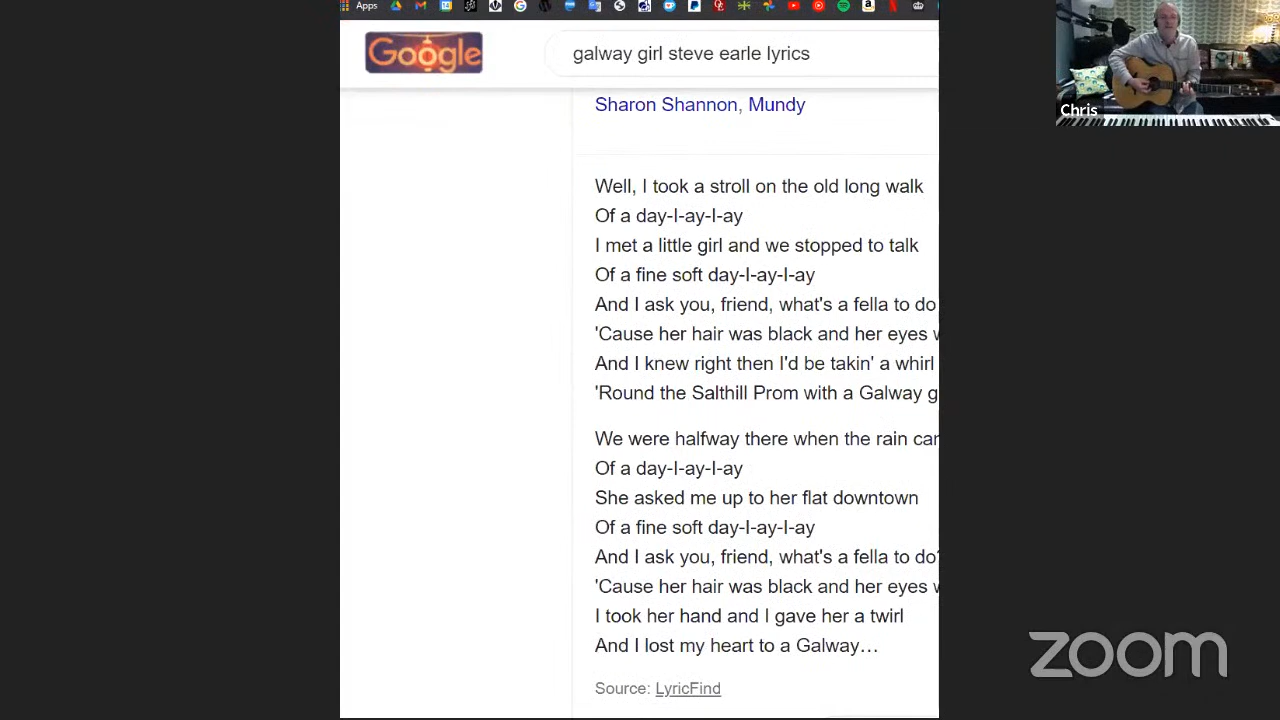 Apps
Google
galway girl steve earle lyrics
Sharon Shannon, Mundy
Chris
Well, I took a stroll on the old long walk
Of a day-I-ay-I-ay
I met a little girl and we stopped to talk
Of a fine soft day-I-ay-I-ay
And I ask you, friend, what's a fella to do
'Cause her hair was black and her eyes w
And I knew right then I'd be takin' a whirl
'Round the Salthill Prom with a Galway g
We were halfway there when the rain cam
Of a day-I-ay-I-ay
She asked me up to her flat downtown
Of a fine soft day-I-ay-I-ay
And I ask you, friend, what's a fella to do?
'Cause her hair was black and her eyes w
I took her hand and I gave her a twirl
And I lost my heart to a Galway…
Source: LyricFind
zoom